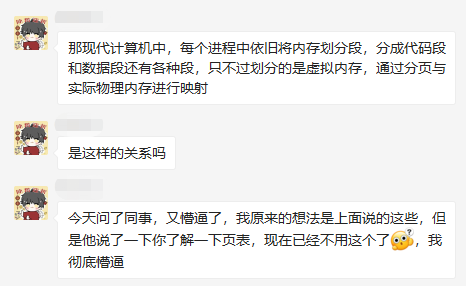 那现代计算机中，每个进程中依旧将内存划分段，分成代码段
和数据段还有各种段，只不过划分的是虚拟内存，通过分页与
实际物理内存进行映射
是这样的关系吗
今天问了同事，又懵逼了，我原来的想法是上面说的这些，但
是他说了一下你了解一下页表，现在已经不用这个了，我
彻底懵逼